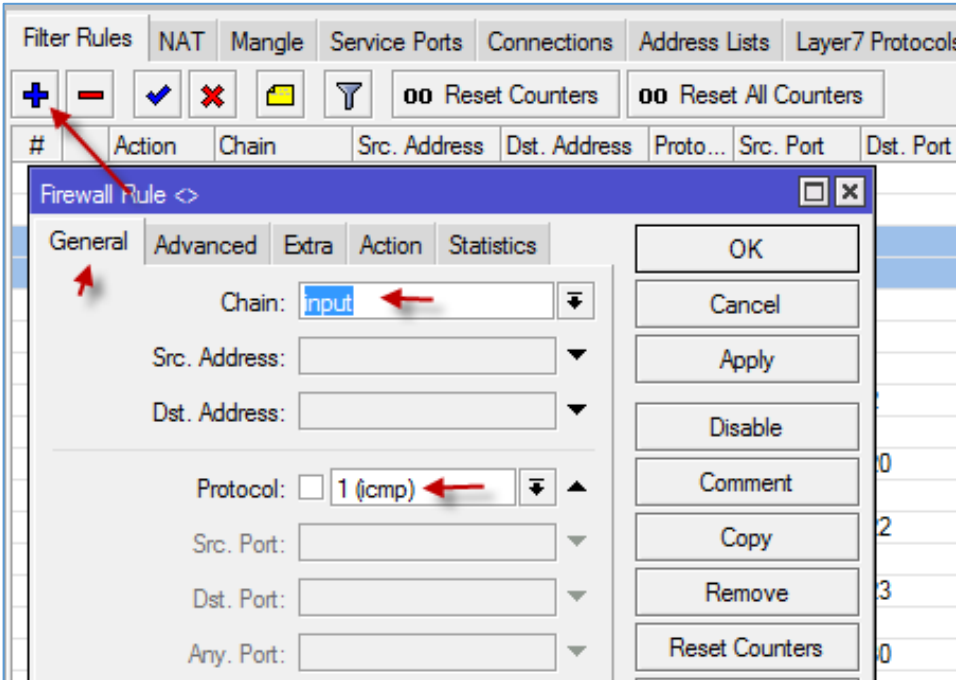 Filter Rules NAT Mangle Service Ports Connections Address Lists Layer7 Protocols
00 Reset Counters 00 Reset All Counters
# Action Chain Src. Address Dst. Address Proto... Src. Port Dst. Port
Firewall Rule <>
General Advanced Extra Action Statistics
OK
Chain: input
Cancel
Src. Address:
Apply
Dst. Address:
Disable
Protocol: 1 (icmp)
Comment
Src. Port:
Copy
Dst. Port:
Remove
Any. Port:
Reset Counters